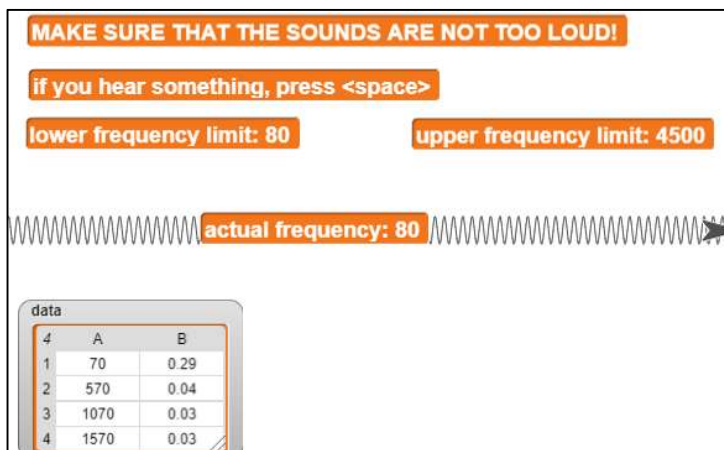 MAKE SURE THAT THE SOUNDS ARE NOT TOO LOUD!
if you hear something, press <space>
lower frequency limit: 80 upper frequency limit: 4500
actual frequency: 80
data
4 A B
1 70 0.29
2 570 0.04
3 1070 0.03
4 1570 0.03